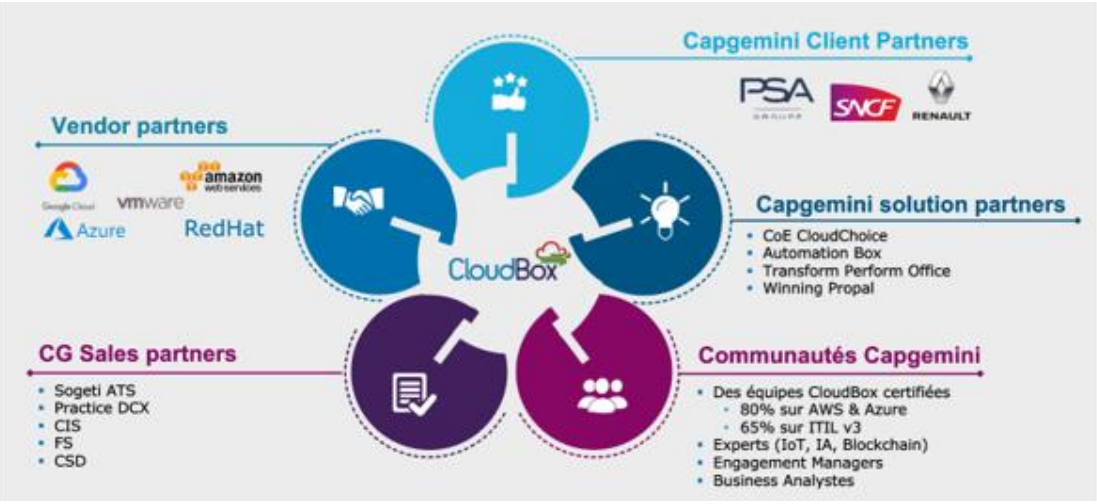 Capgemini Client Partners
PSA
GROUPE
SNCF
RENAULT
Vendor partners
Google Cloud
vmware
amazon
webservices
Azure
RedHat
CloudBox
Capgemini solution partners
• CoE CloudChoice
• Automation Box
• Transform Perform Office
• Winning Propal
CG Sales partners
• Sogeti ATS
• Practice DCX
• CIS
• FS
• CSD
Communautés Capgemini
• Des équipes CloudBox certifiées
• 80% sur AWS & Azure
• 65% sur ITIL v3
• Experts (IoT, IA, Blockchain)
• Engagement Managers
• Business Analystes